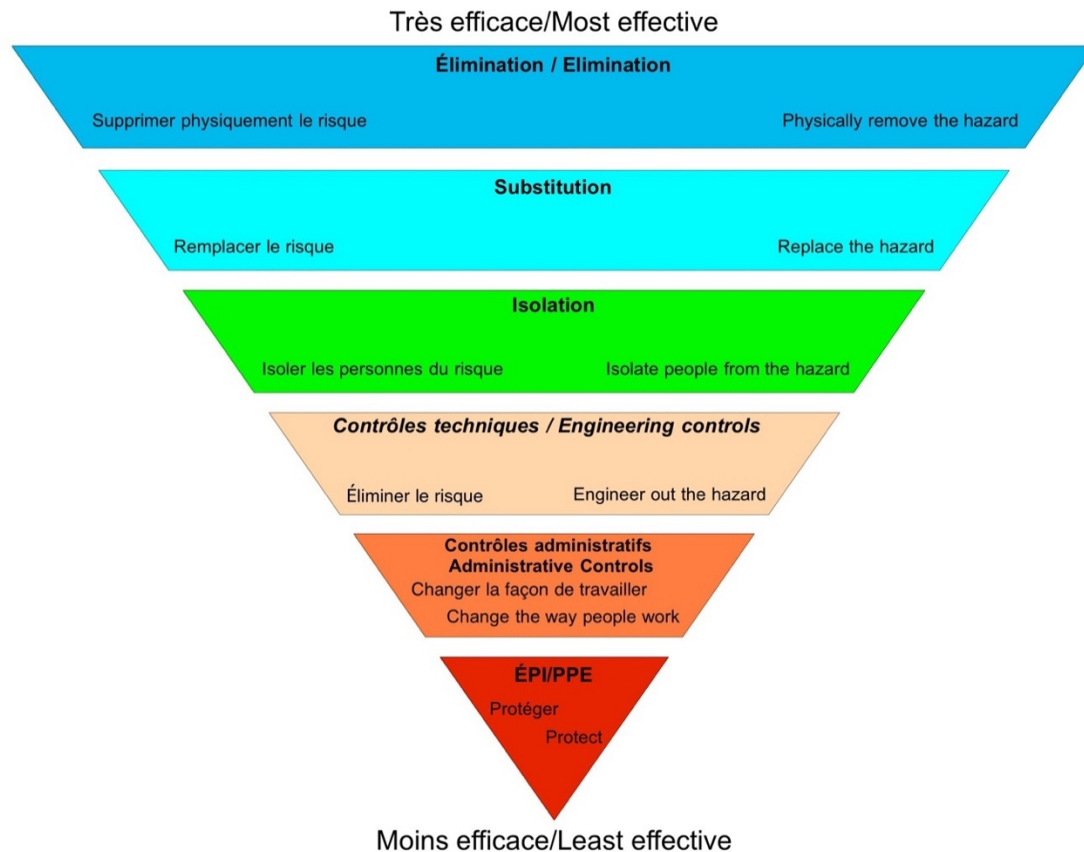 Très efficace/Most effective
Élimination / Elimination
Supprimer physiquement le risque
Physically remove the hazard
Substitution
Remplacer le risque
Replace the hazard
Isolation
Isoler les personnes du risque
Isolate people from the hazard
Contrôles techniques / Engineering controls
Éliminer le risque
Engineer out the hazard
Contrôles administratifs
Administrative Controls
Changer la façon de travailler
Change the way people work
ÉPI/PPE
Protéger
Protect
Moins efficace/Least effective